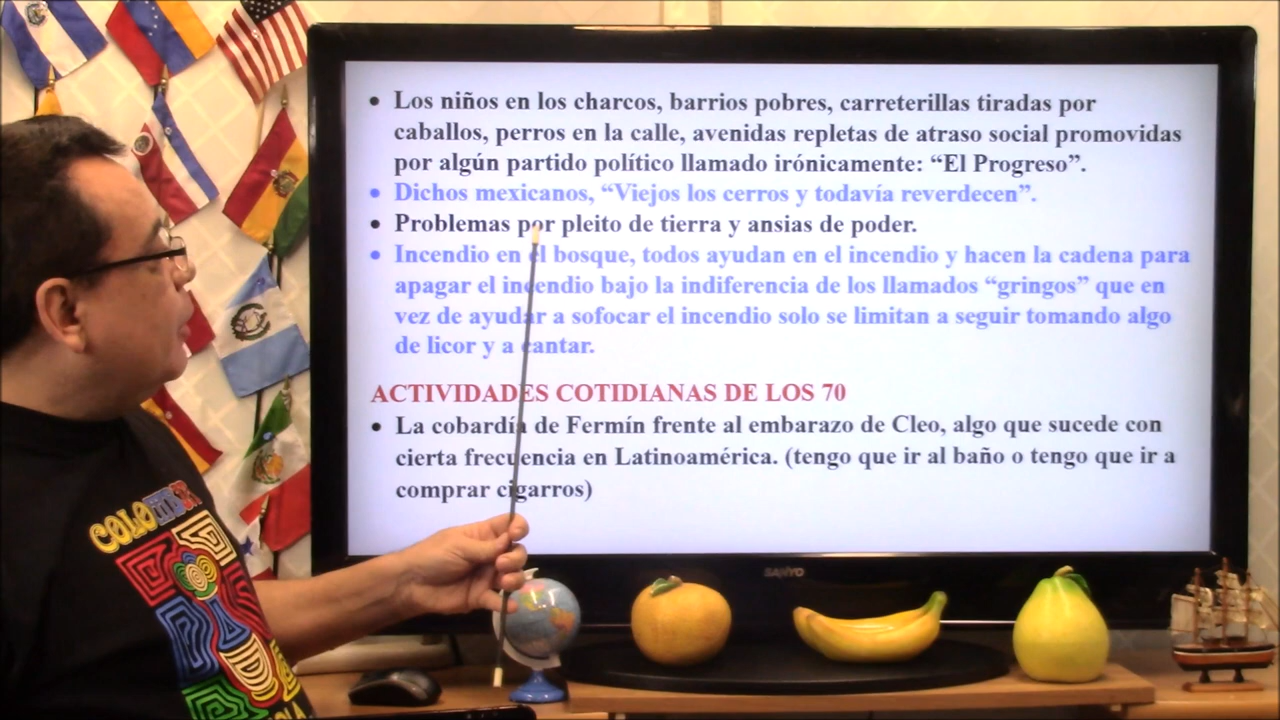 • Los niños en los charcos, barrios pobres, carreterillas tiradas por
caballos, perros en la calle, avenidas repletas de atraso social promovidas
por algún partido político llamado irónicamente: “El Progreso”.
• Dichos mexicanos, “Viejos los cerros y todavía reverdecen”.
• Problemas por pleito de tierra y ansias de poder.
• Incendio en el bosque, todos ayudan en el incendio y hacen la cadena para
apagar el incendio bajo la indiferencia de los llamados “gringos” que en
vez de ayudar a sofocar el incendio solo se limitan a seguir tomando algo
de licor y a cantar.
ACTIVIDADES COTIDIANAS DE LOS 70
• La cobardía de Fermín frente al embarazo de Cleo, algo que sucede con
cierta frecuencia en Latinoamérica. (tengo que ir al baño o tengo que ir a
comprar cigarros)
SANYO